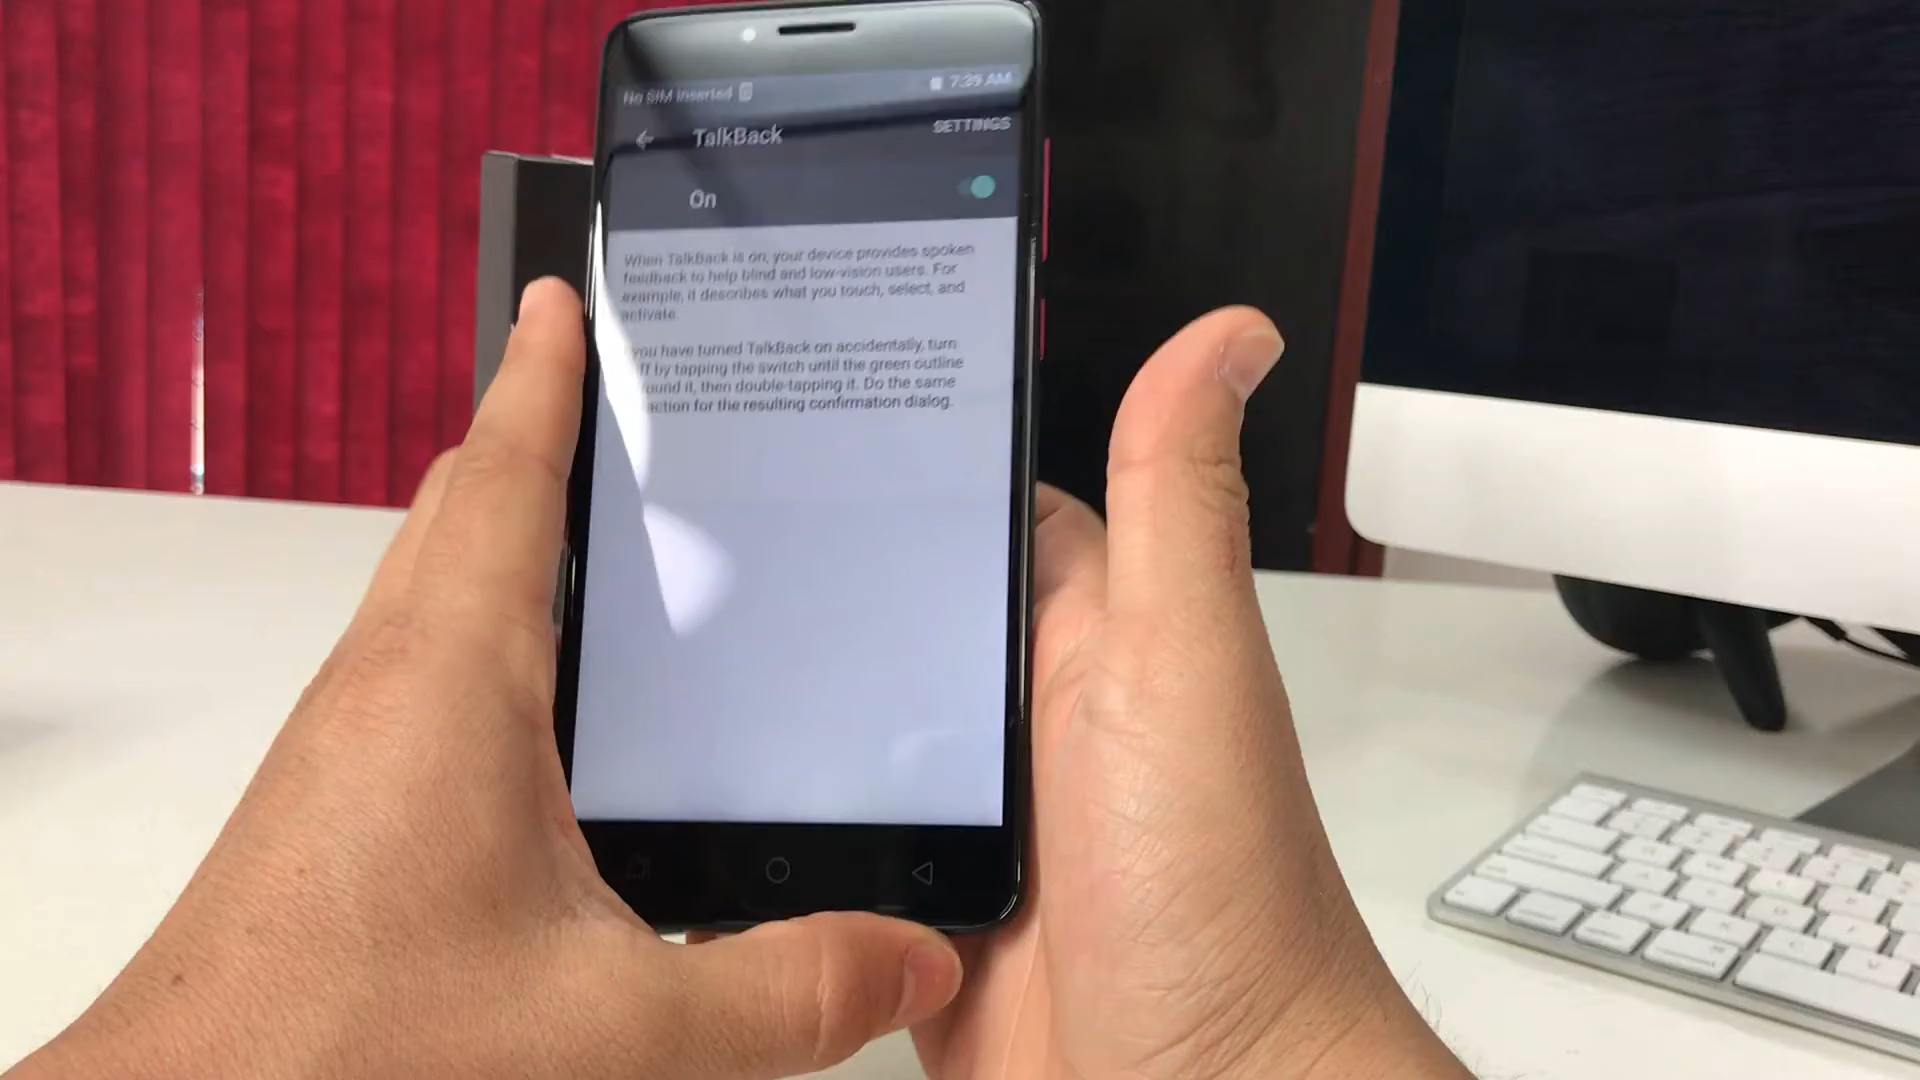 No SIM inserted 7:39 AM
TalkBack SETTINGS
On
When TalkBack is on, your device provides spoken
feedback to help blind and low-vision users. For
example, it describes what you touch, select, and
activate.
you have turned TalkBack on accidentally, turn
ff by tapping the switch until the green outline
ound it, then double-tapping it. Do the same
action for the resulting confirmation dialog.